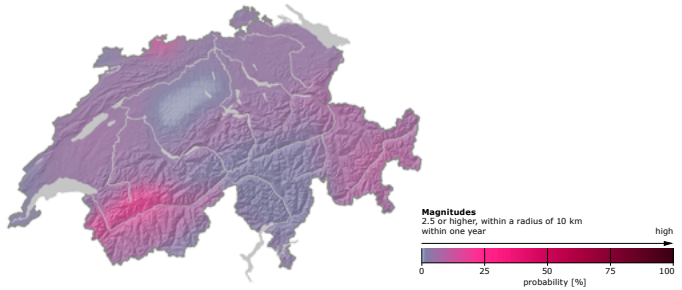 Magnitudes
2.5 or higher, within a radius of 10 km
within one year high
0 25 50 75 100
probability [%]